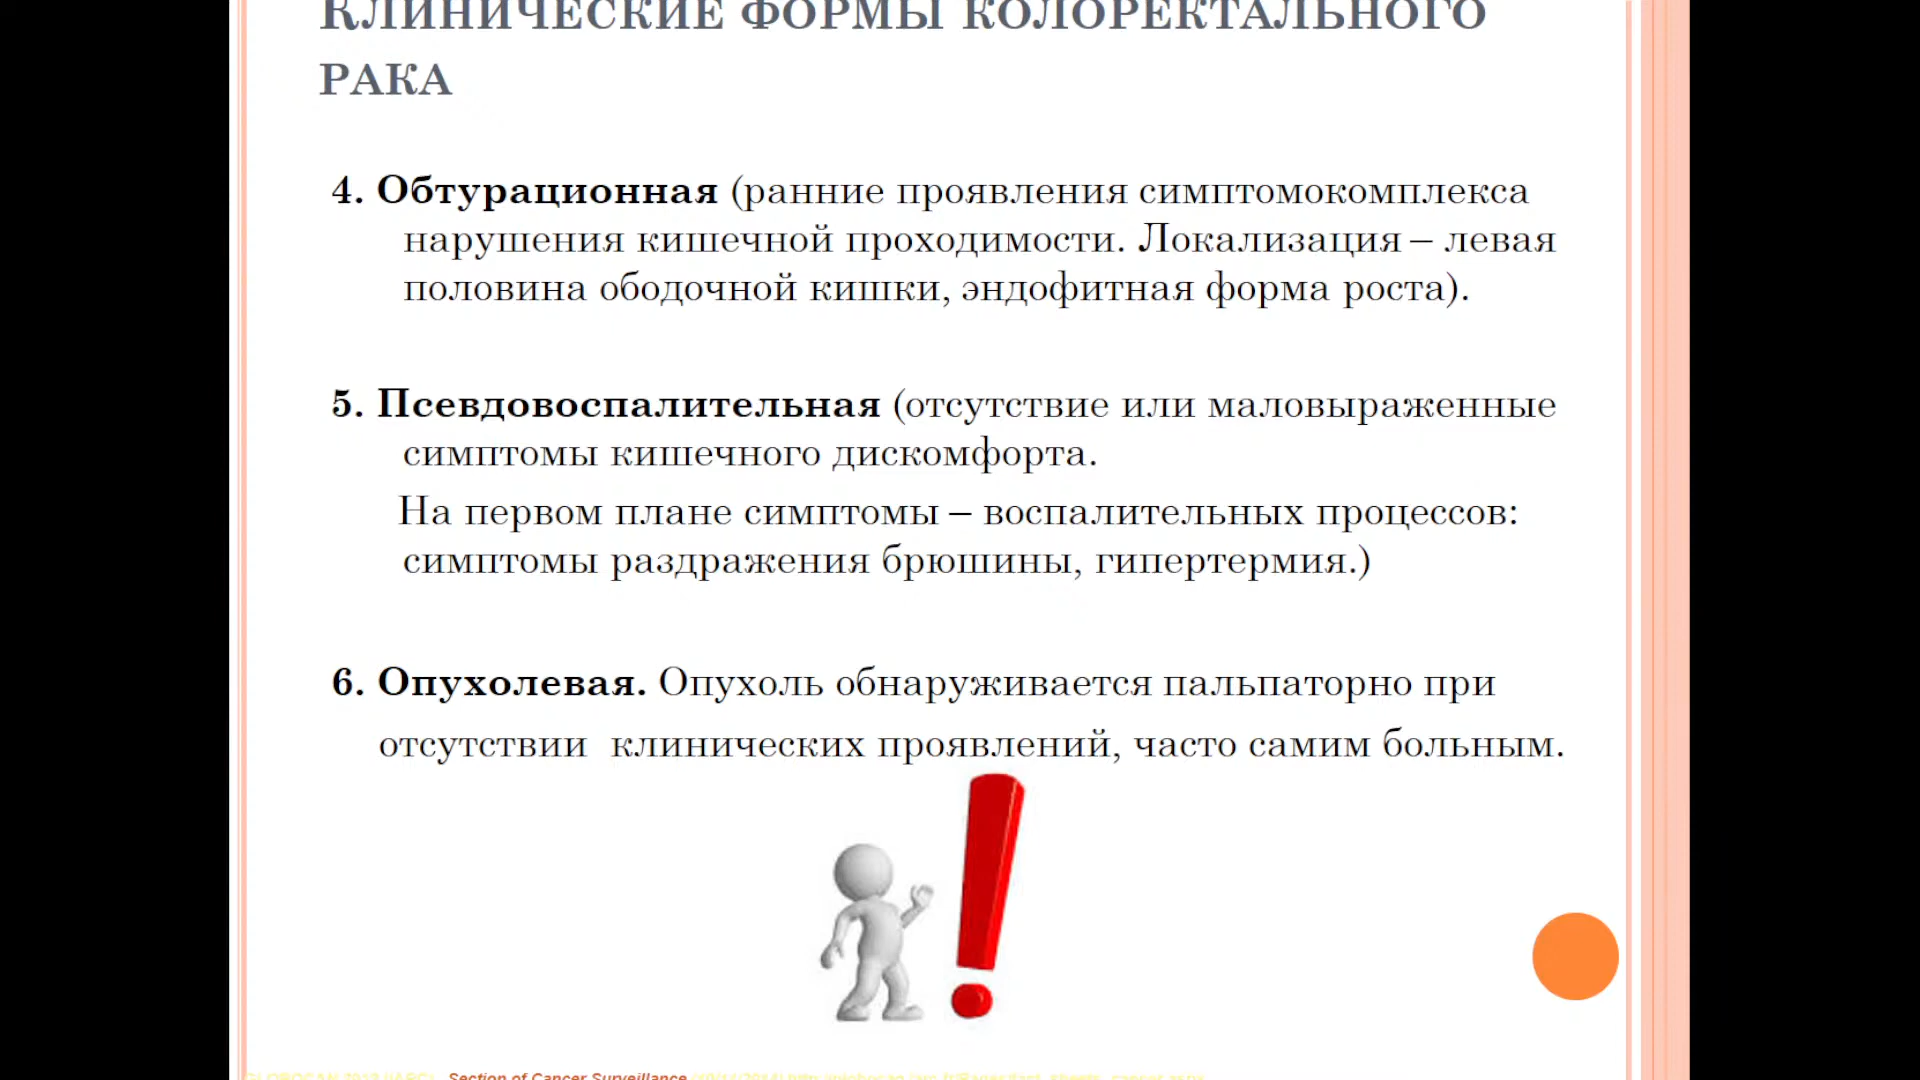 Клинические формы колоректального
рака
4. Обтурационная (ранние проявления симптомокомплекса
нарушения кишечной проходимости. Локализация – левая
половина ободочной кишки, эндофитная форма роста).
5. Псевдовоспалительная (отсутствие или маловыраженные
симптомы кишечного дискомфорта.
На первом плане симптомы – воспалительных процессов:
симптомы раздражения брюшины, гипертермия.)
6. Опухолевая. Опухоль обнаруживается пальпаторно при
отсутствии клинических проявлений, часто самим больным.
Section of Cancer Surveillance